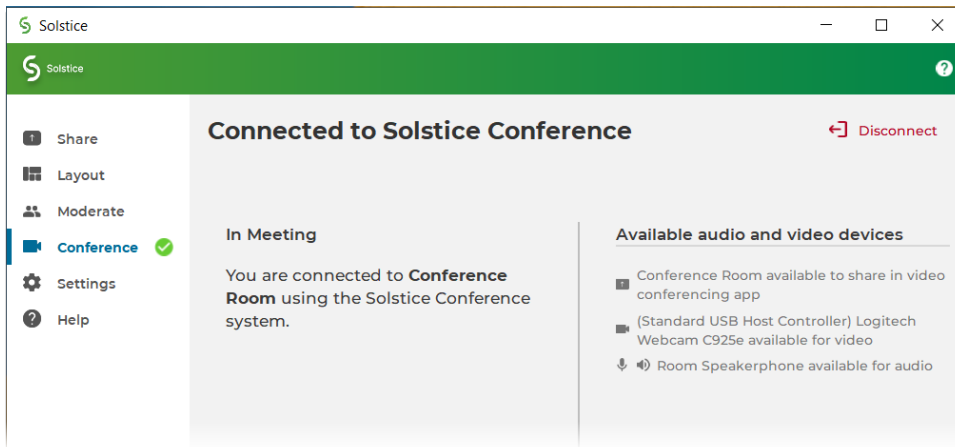 Solstice
Solstice
?
Share
Layout
Moderate
Conference
Settings
? Help
Connected to Solstice Conference
Disconnect
In Meeting
You are connected to Conference
Room using the Solstice Conference
system.
Available audio and video devices
Conference Room available to share in video
conferencing app
(Standard USB Host Controller) Logitech
Webcam C925e available for video
Room Speakerphone available for audio